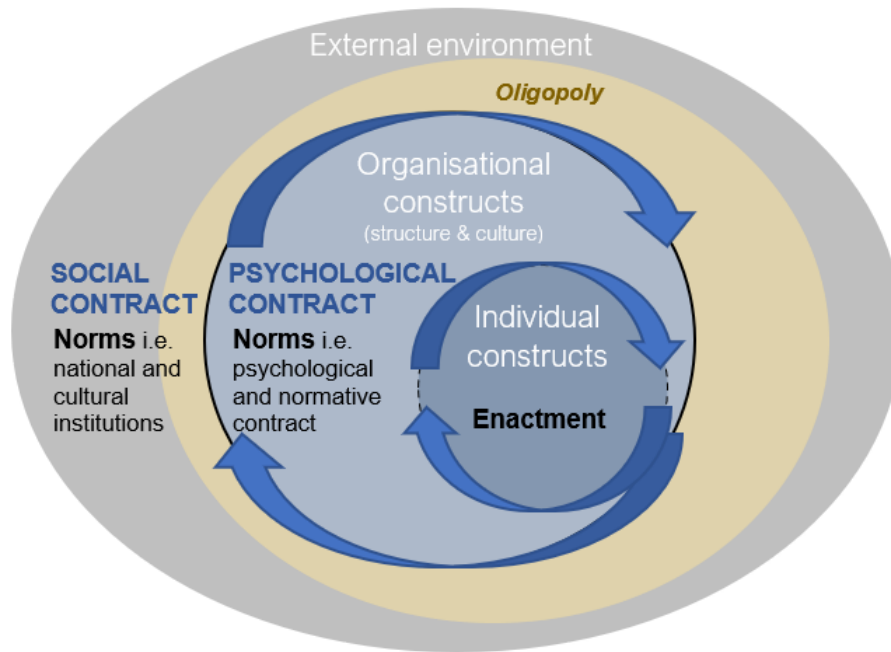 External environment
Oligopoly
Organisational
constructs
(structure & culture)
SOCIAL
CONTRACT
Norms i.e.
national and
cultural
institutions
PSYCHOLOGICAL
CONTRACT
Norms i.e.
psychological
and normative
contract
Individual
constructs
Enactment